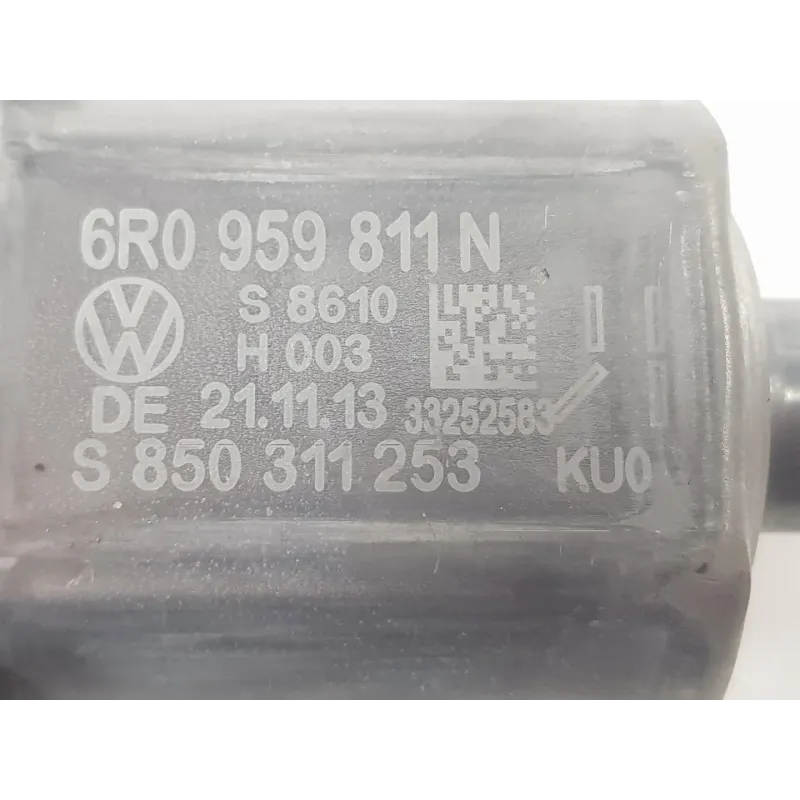 6R0 959 811 N
S 8610
H 003
DE 21.11.13
33252583
S 850 311 253
KU0